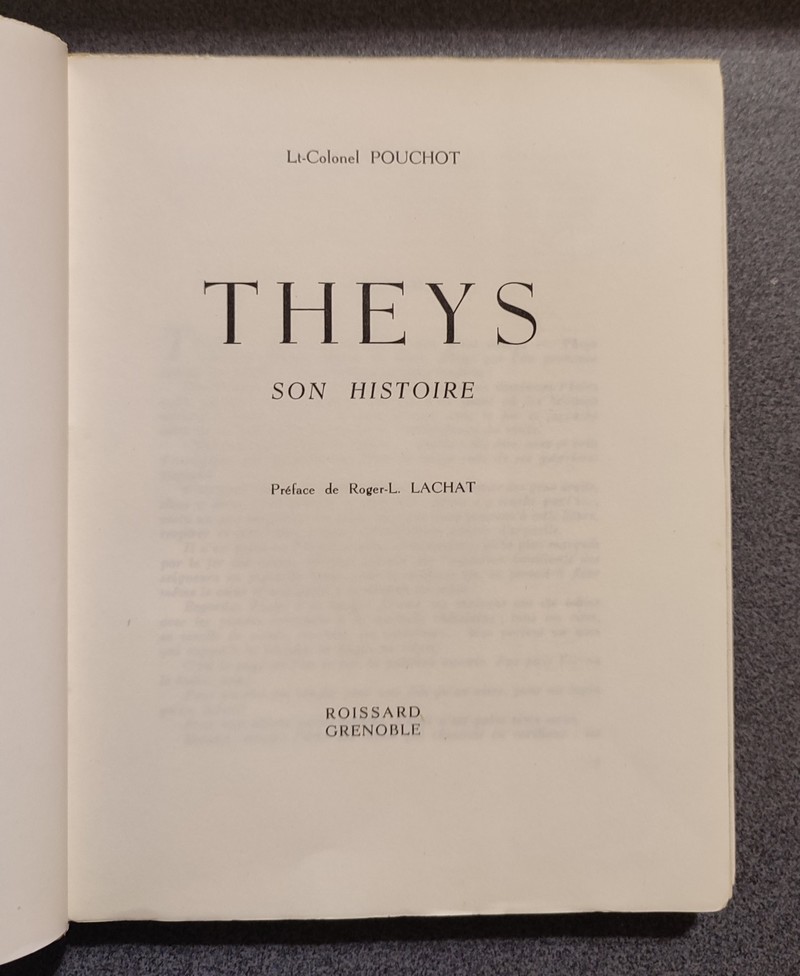 Lt-Colonel POUCHOT
THEYS
SON HISTOIRE
Préface de Roger-L. LACHAT
ROISSARD
GRENOBLE